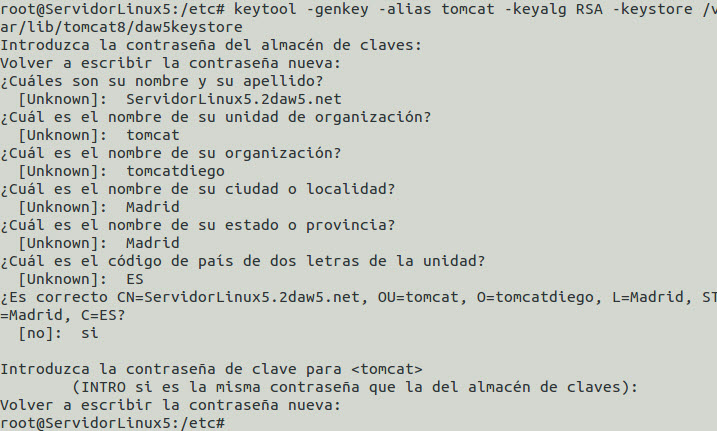 root@ServidorLinux5:/etc# keytool -genkey -alias tomcat -keyalg RSA -keystore /v
ar/lib/tomcat8/daw5keystore
Introduzca la contraseña del almacén de claves:
Volver a escribir la contraseña nueva:
¿Cuáles son su nombre y su apellido?
  [Unknown]:  ServidorLinux5.2daw5.net
¿Cuál es el nombre de su unidad de organización?
  [Unknown]:  tomcat
¿Cuál es el nombre de su organización?
  [Unknown]:  tomcatdiego
¿Cuál es el nombre de su ciudad o localidad?
  [Unknown]:  Madrid
¿Cuál es el nombre de su estado o provincia?
  [Unknown]:  Madrid
¿Cuál es el código de país de dos letras de la unidad?
  [Unknown]:  ES
¿Es correcto CN=ServidorLinux5.2daw5.net, OU=tomcat, O=tomcatdiego, L=Madrid, ST
=Madrid, C=ES?
  [no]:  si

Introduzca la contraseña de clave para <tomcat>
        (INTRO si es la misma contraseña que la del almacén de claves):
Volver a escribir la contraseña nueva:
root@ServidorLinux5:/etc#